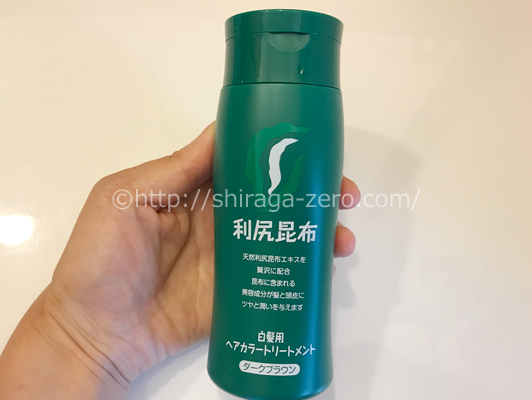 ©http://shiraga-zero.com/
利尻昆布
天然利尻昆布エキスを
贅沢に配合
昆布に含まれる
美容成分が髪と頭皮に
ツヤと潤いを与えます
白髪用
ヘアカラートリートメント
ダークブラウン